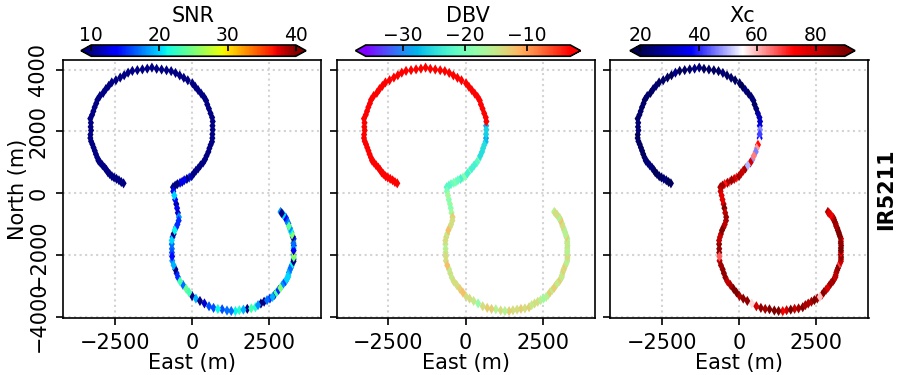 SNR DBV Xc
10 20 30 40 −30 −20 −10 20 40 60 80
4000
2000
0
−2000
−4000
North (m)
IR5211
−2500 0 2500 −2500 0 2500 −2500 0 2500
East (m) East (m) East (m)